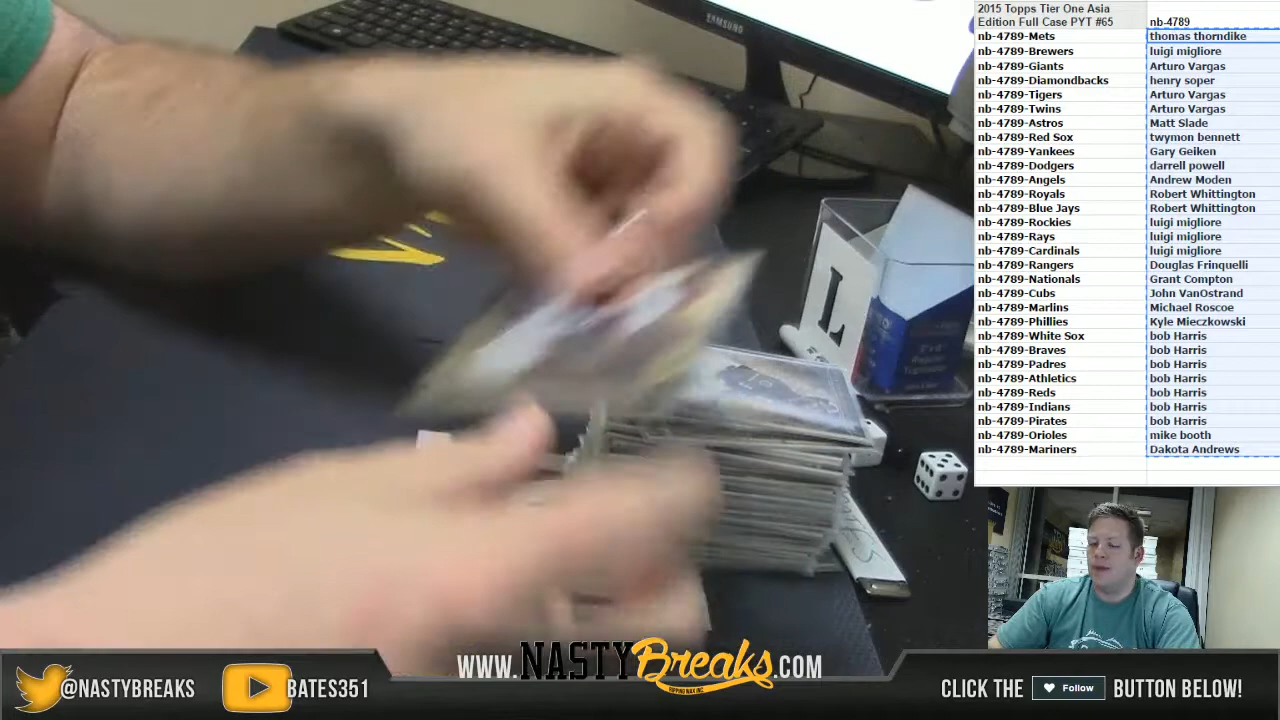 2015 Topps Tier One Asia
Edition Full Case PYT #65 nb-4789
nb-4789-Mets thomas thorndike
nb-4789-Brewers luigi migliore
nb-4789-Giants Arturo Vargas
nb-4789-Diamondbacks henry soper
nb-4789-Tigers Arturo Vargas
nb-4789-Twins Arturo Vargas
nb-4789-Astros Matt Slade
nb-4789-Red Sox twymon bennett
nb-4789-Yankees Gary Geiken
nb-4789-Dodgers darrell powell
nb-4789-Angels Andrew Moden
nb-4789-Royals Robert Whittington
nb-4789-Blue Jays Robert Whittington
nb-4789-Rockies luigi migliore
nb-4789-Rays luigi migliore
nb-4789-Cardinals luigi migliore
nb-4789-Rangers Douglas Frinquelli
nb-4789-Nationals Grant Compton
nb-4789-Cubs John VanOstrand
nb-4789-Marlins Michael Roscoe
nb-4789-Phillies Kyle Mieczkowski
nb-4789-White Sox bob Harris
nb-4789-Braves bob Harris
nb-4789-Padres bob Harris
nb-4789-Athletics bob Harris
nb-4789-Reds bob Harris
nb-4789-Indians bob Harris
nb-4789-Pirates bob Harris
nb-4789-Orioles mike booth
nb-4789-Mariners Dakota Andrews
SAMSUNG
L
@NASTYBREAKS
BATES351
WWW.NASTYBreaks.COM
RIPPING WAX INC
CLICK THE Follow BUTTON BELOW!